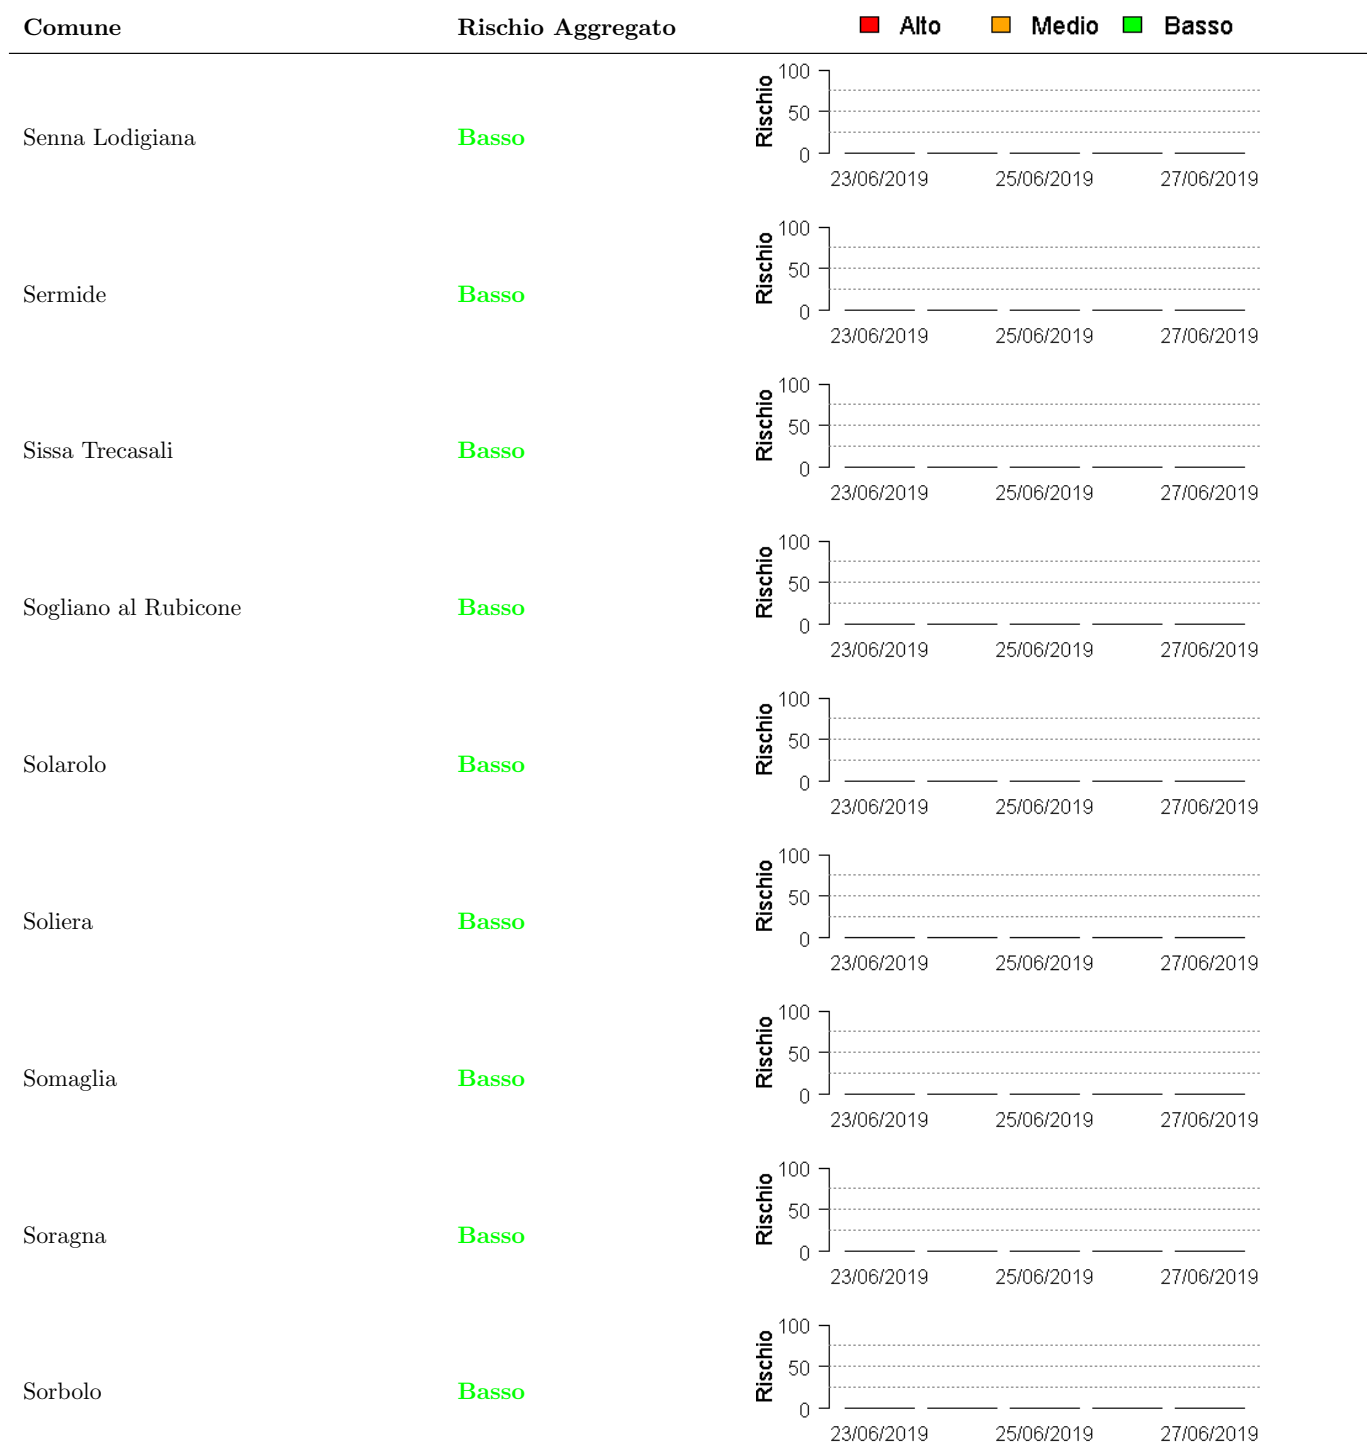 Comune Rischio Aggregato Alto Medio Basso
100
50
0
Rischio
Senna Lodigiana Basso
23/06/2019 25/06/2019 27/06/2019
100
50
0
Rischio
Sermide Basso
23/06/2019 25/06/2019 27/06/2019
100
50
0
Rischio
Sissa Trecasali Basso
23/06/2019 25/06/2019 27/06/2019
100
50
0
Rischio
Sogliano al Rubicone Basso
23/06/2019 25/06/2019 27/06/2019
100
50
0
Rischio
Solarolo Basso
23/06/2019 25/06/2019 27/06/2019
100
50
0
Rischio
Soliera Basso
23/06/2019 25/06/2019 27/06/2019
100
50
0
Rischio
Somaglia Basso
23/06/2019 25/06/2019 27/06/2019
100
50
0
Rischio
Soragna Basso
23/06/2019 25/06/2019 27/06/2019
100
50
0
Rischio
Sorbolo Basso
23/06/2019 25/06/2019 27/06/2019